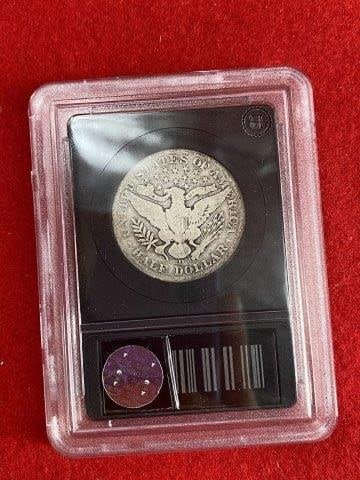 UNITED STATES OF AMERICA
HALF DOLLAR